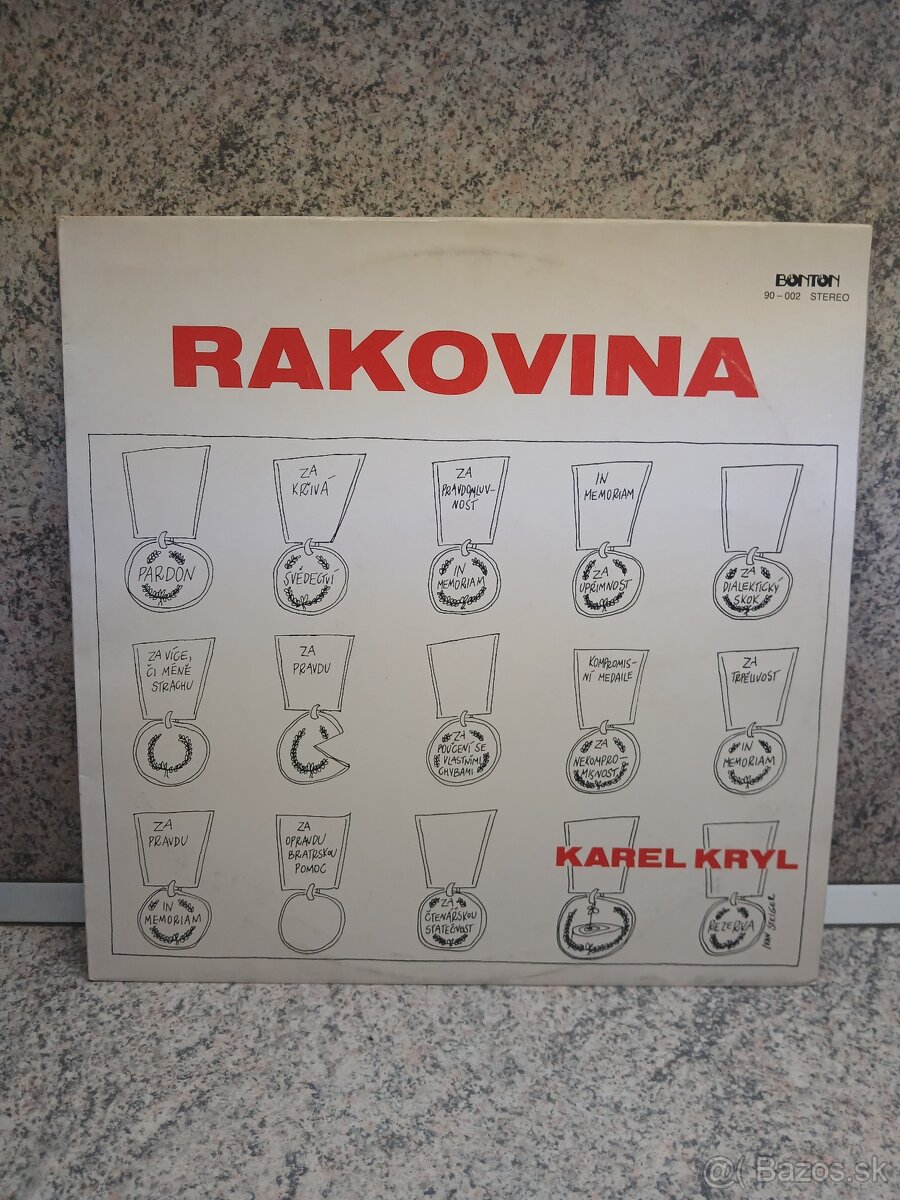 BONTON
90-002 STEREO
RAKOVINA
PARDON
ZA
KŘIVÁ
SVĚDECTVÍ
ZA
PRAVDOMLUV-
NOST
IN
MEMORIAM
IN
MEMORIAM
ZA
UPŘÍMNOST
ZA
DIALEKTICKÝ
SKOK
ZA VÍCE,
ČI MÉNĚ
STRACHU
ZA
PRAVDU
ZA
POUČENÍ SE
VLASTNÍMI
CHYBAMI
KOMPROMIS-
NÍ MEDAILE
ZA
NEKOMPRO-
MISNOST
ZA
TRPĚLIVOST
IN
MEMORIAM
ZA
PRAVDU
IN
MEMORIAM
ZA
OPRAVDU
BRATRSKOU
POMOC
ZA
ČTENÁŘSKOU
STATEČNOST
KAREL KRYL
REZERVA
IVAN STEIGER
@( Bazos.sk